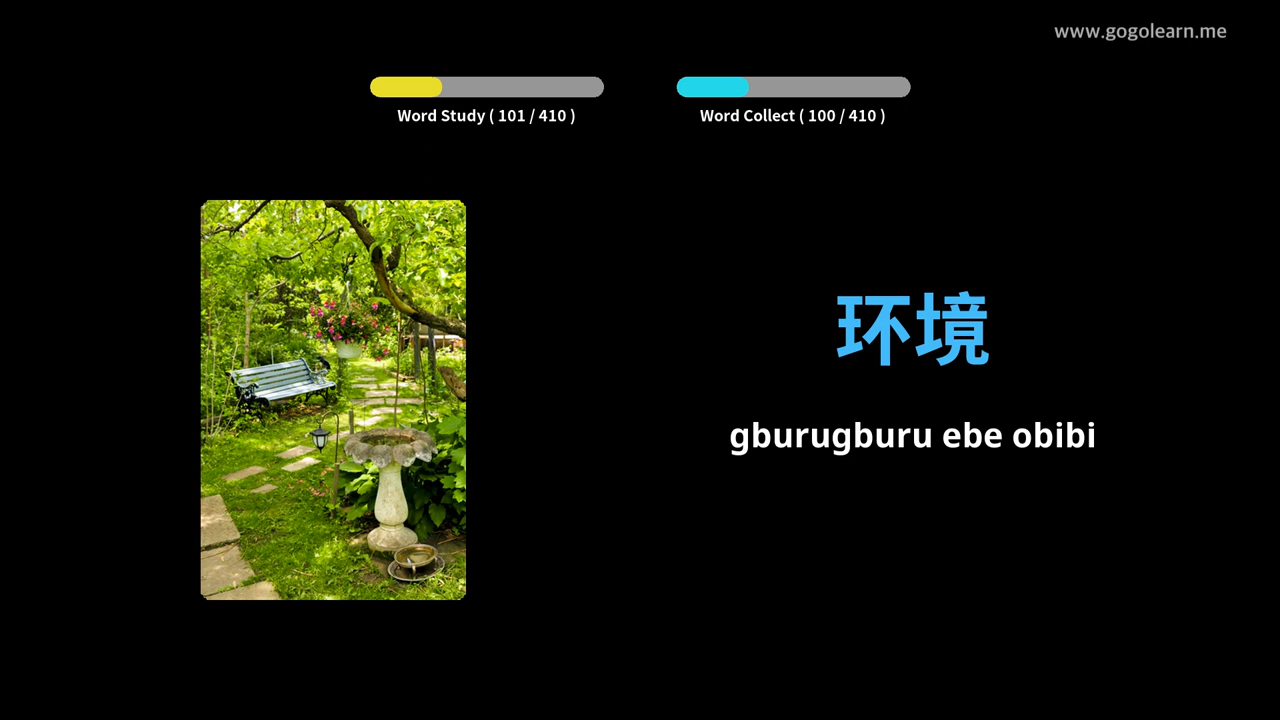 www.gogolearn.me
Word Study ( 101 / 410 )
Word Collect ( 100 / 410 )
环境
gburugburu ebe obibi